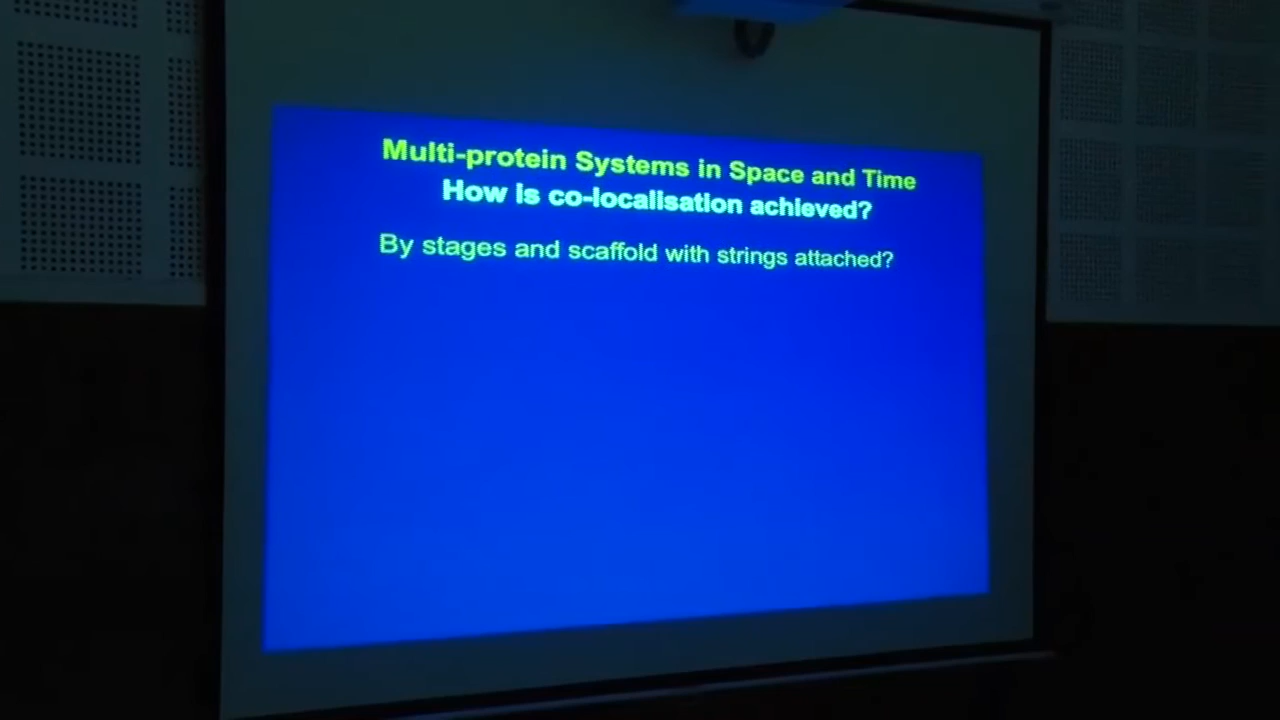 Multi-protein Systems in Space and Time
How is co-localisation achieved?
By stages and scaffold with strings attached?